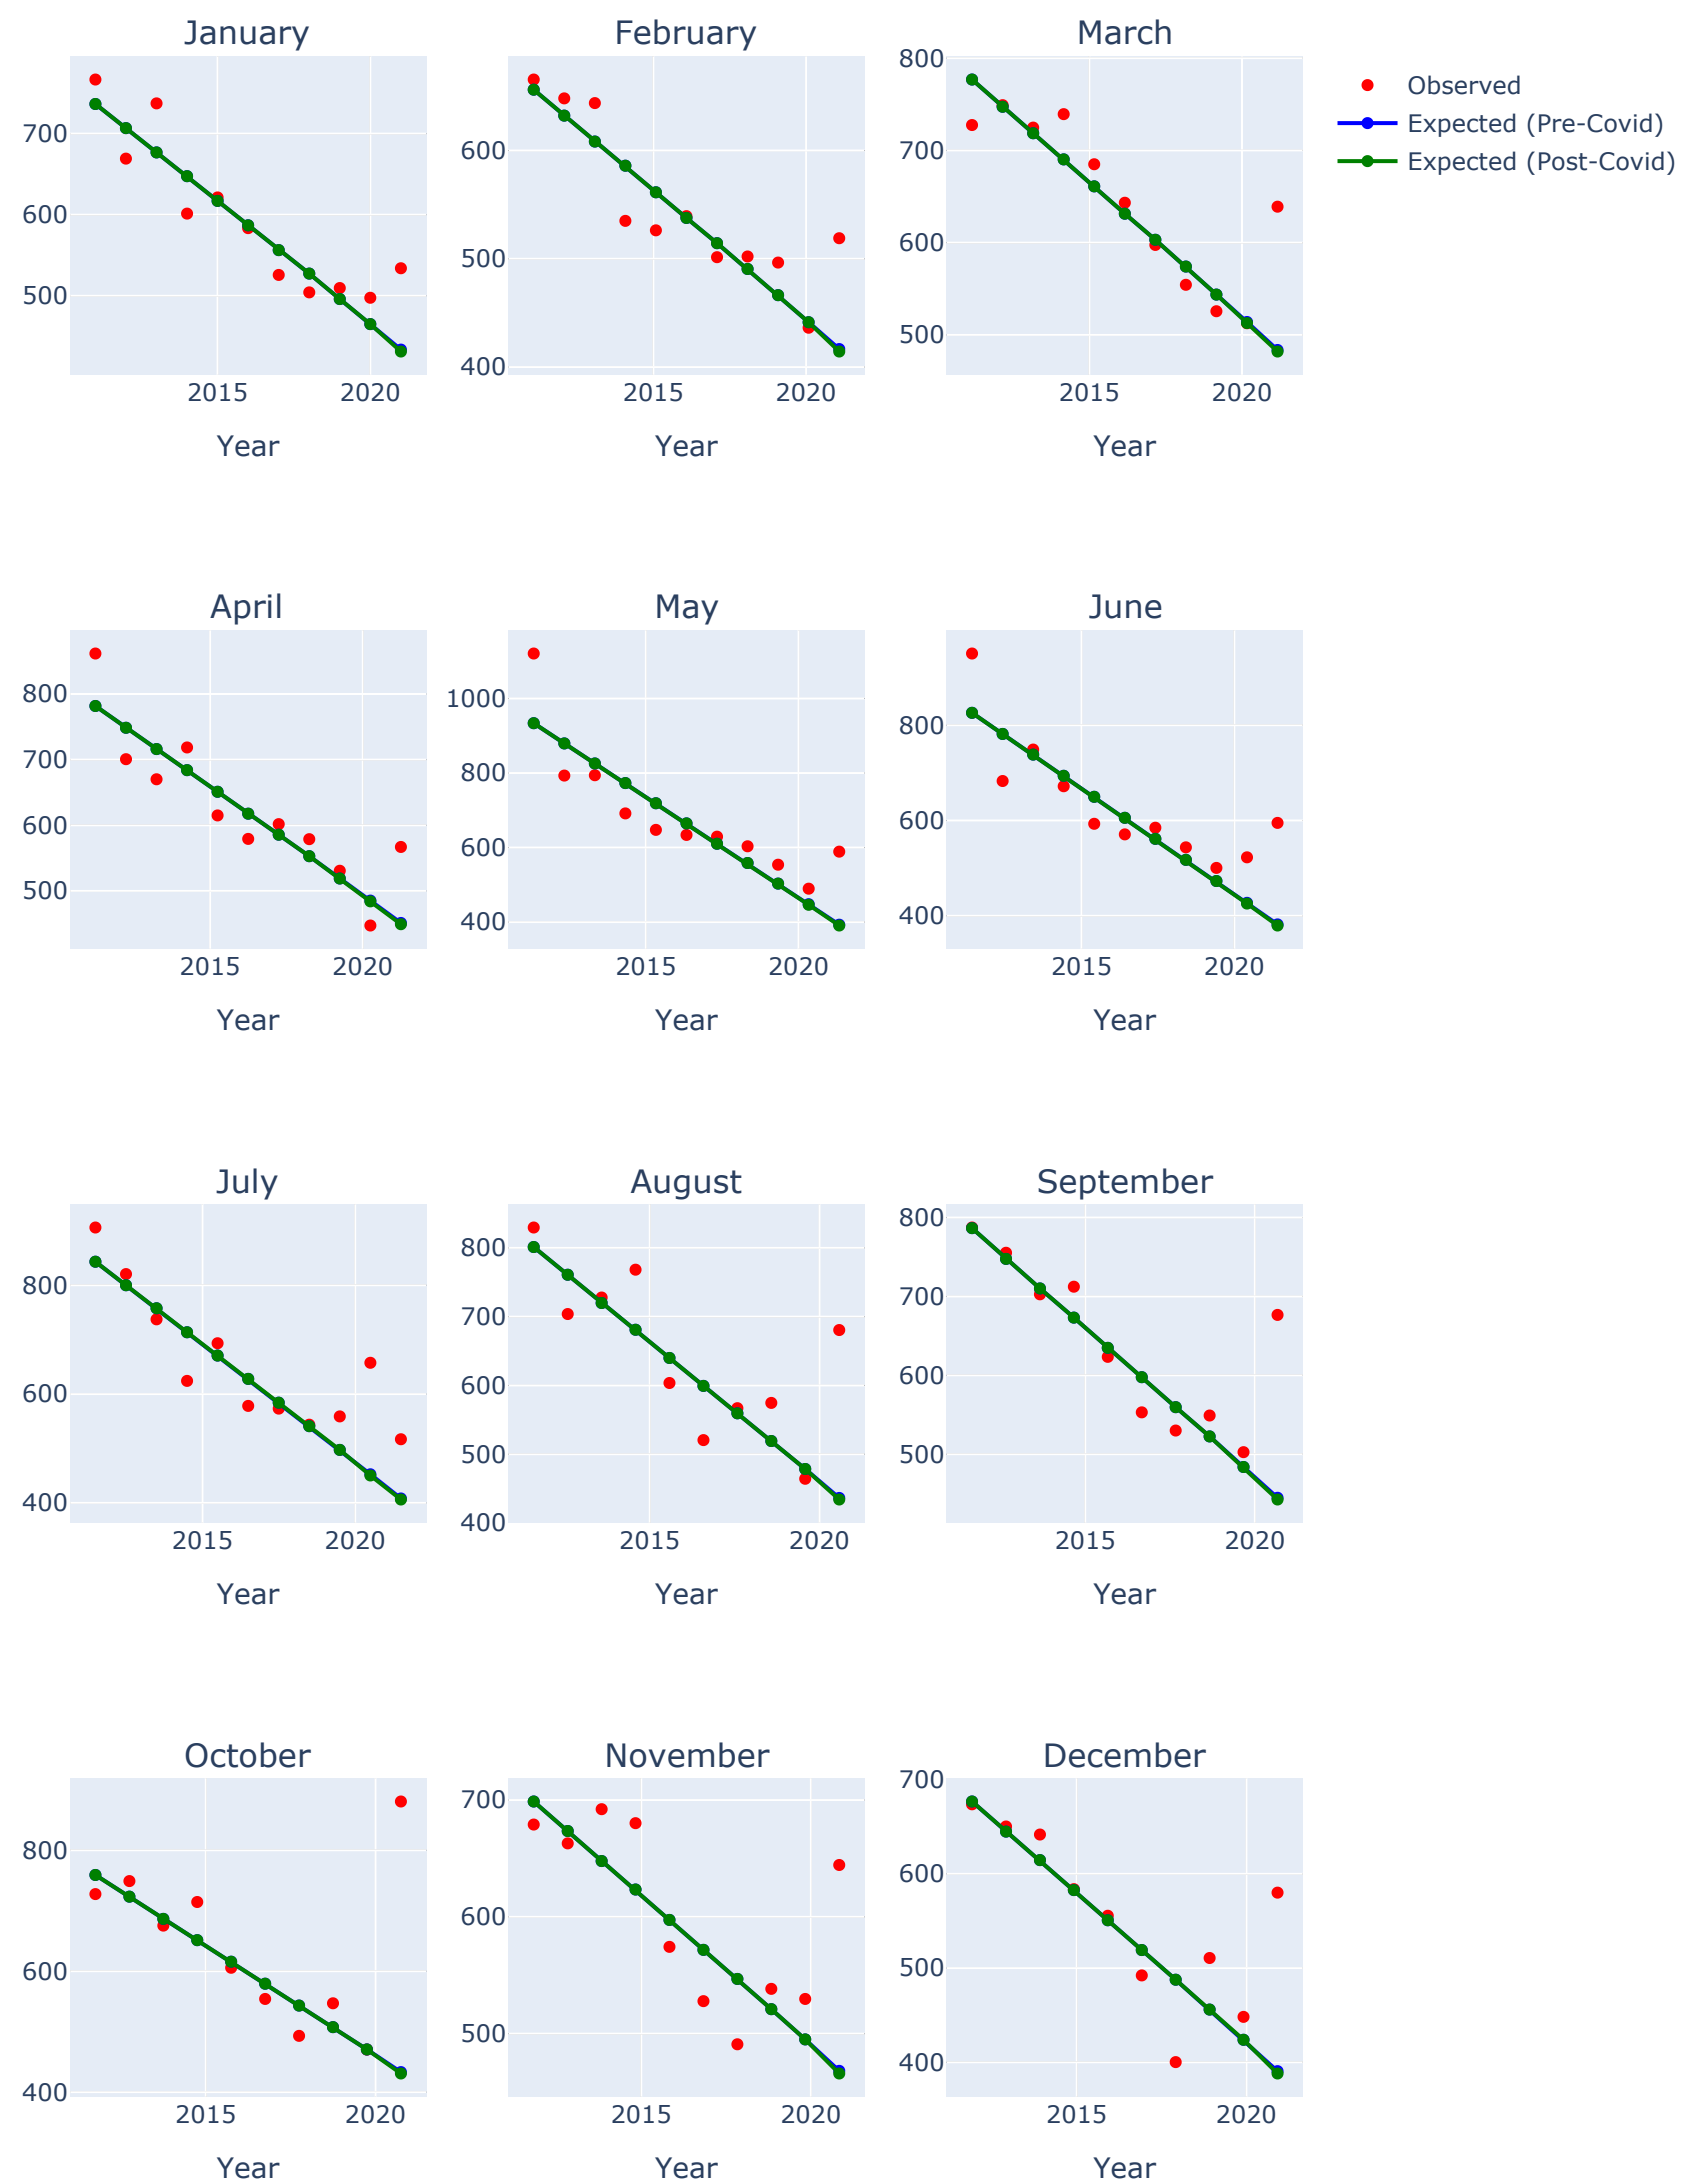 January
February
March
700
600
500
2015
2020
Year
600
500
400
2015
2020
Year
800
700
600
500
2015
2020
Year
Observed
Expected (Pre-Covid)
Expected (Post-Covid)
April
May
June
800
700
600
500
2015
2020
Year
1000
800
600
400
2015
2020
Year
800
600
400
2015
2020
Year
July
August
September
800
600
400
2015
2020
Year
800
700
600
500
400
2015
2020
Year
800
700
600
500
2015
2020
Year
October
November
December
800
600
400
2015
2020
Year
700
600
500
2015
2020
Year
700
600
500
400
2015
2020
Year